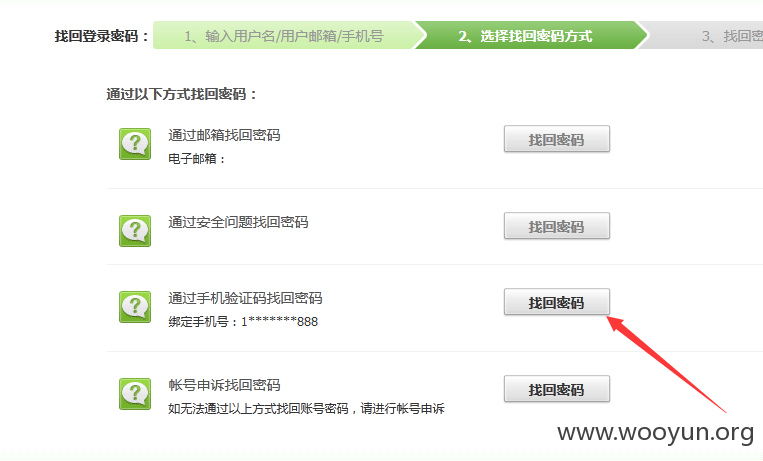 找回登录密码： 1、输入用户名/用户邮箱/手机号 2、选择找回密码方式 3、找回密
通过以下方式找回密码：
通过邮箱找回密码 找回密码
电子邮箱：
通过安全问题找回密码 找回密码
通过手机验证码找回密码 找回密码
绑定手机号：1*******888
帐号申诉找回密码 找回密码
如无法通过以上方式找回账号密码，请进行帐号申诉
www.wooyun.org